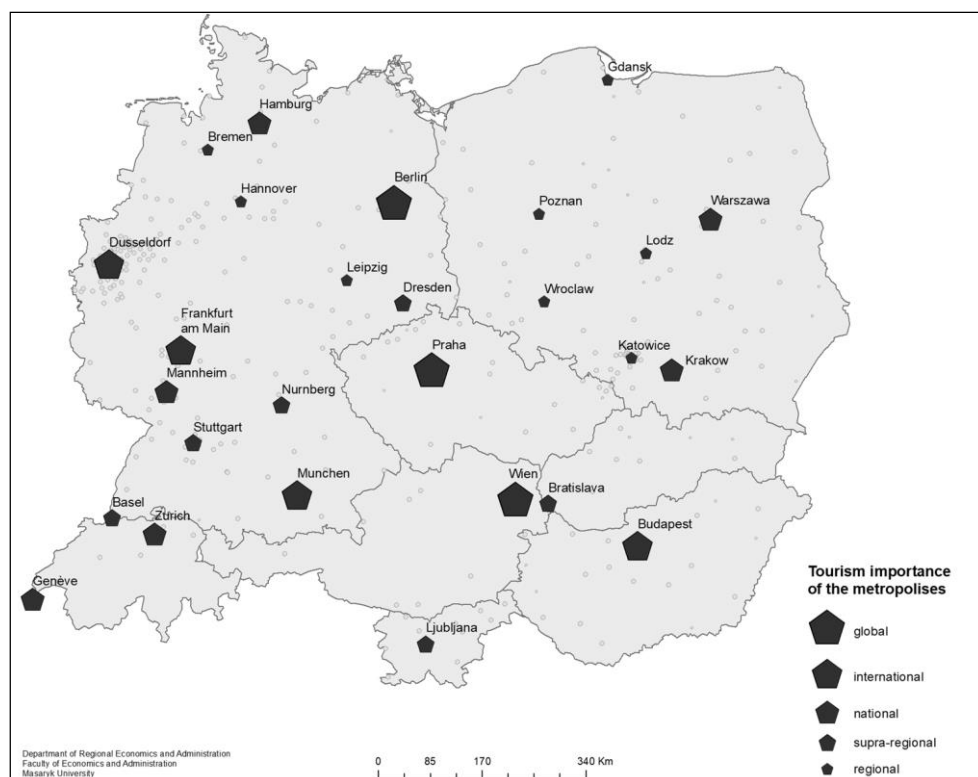 Gdansk
Hamburg
Bremen
Berlin
Hannover
Poznan
Warszawa
Dusseldorf
Lodz
Leipzig
Dresden
Wroclaw
Frankfurt
am Main
Praha
Katowice
Krakow
Mannheim
Nurnberg
Stuttgart
Munchen
Wien
Bratislava
Basel
Zurich
Budapest
Genève
Ljubljana
Tourism importance
of the metropolises
global
international
national
supra-regional
regional
Departmant of Regional Economics and Administration
Faculty of Economics and Administration
Masaryk University
0 85 170 340 Km